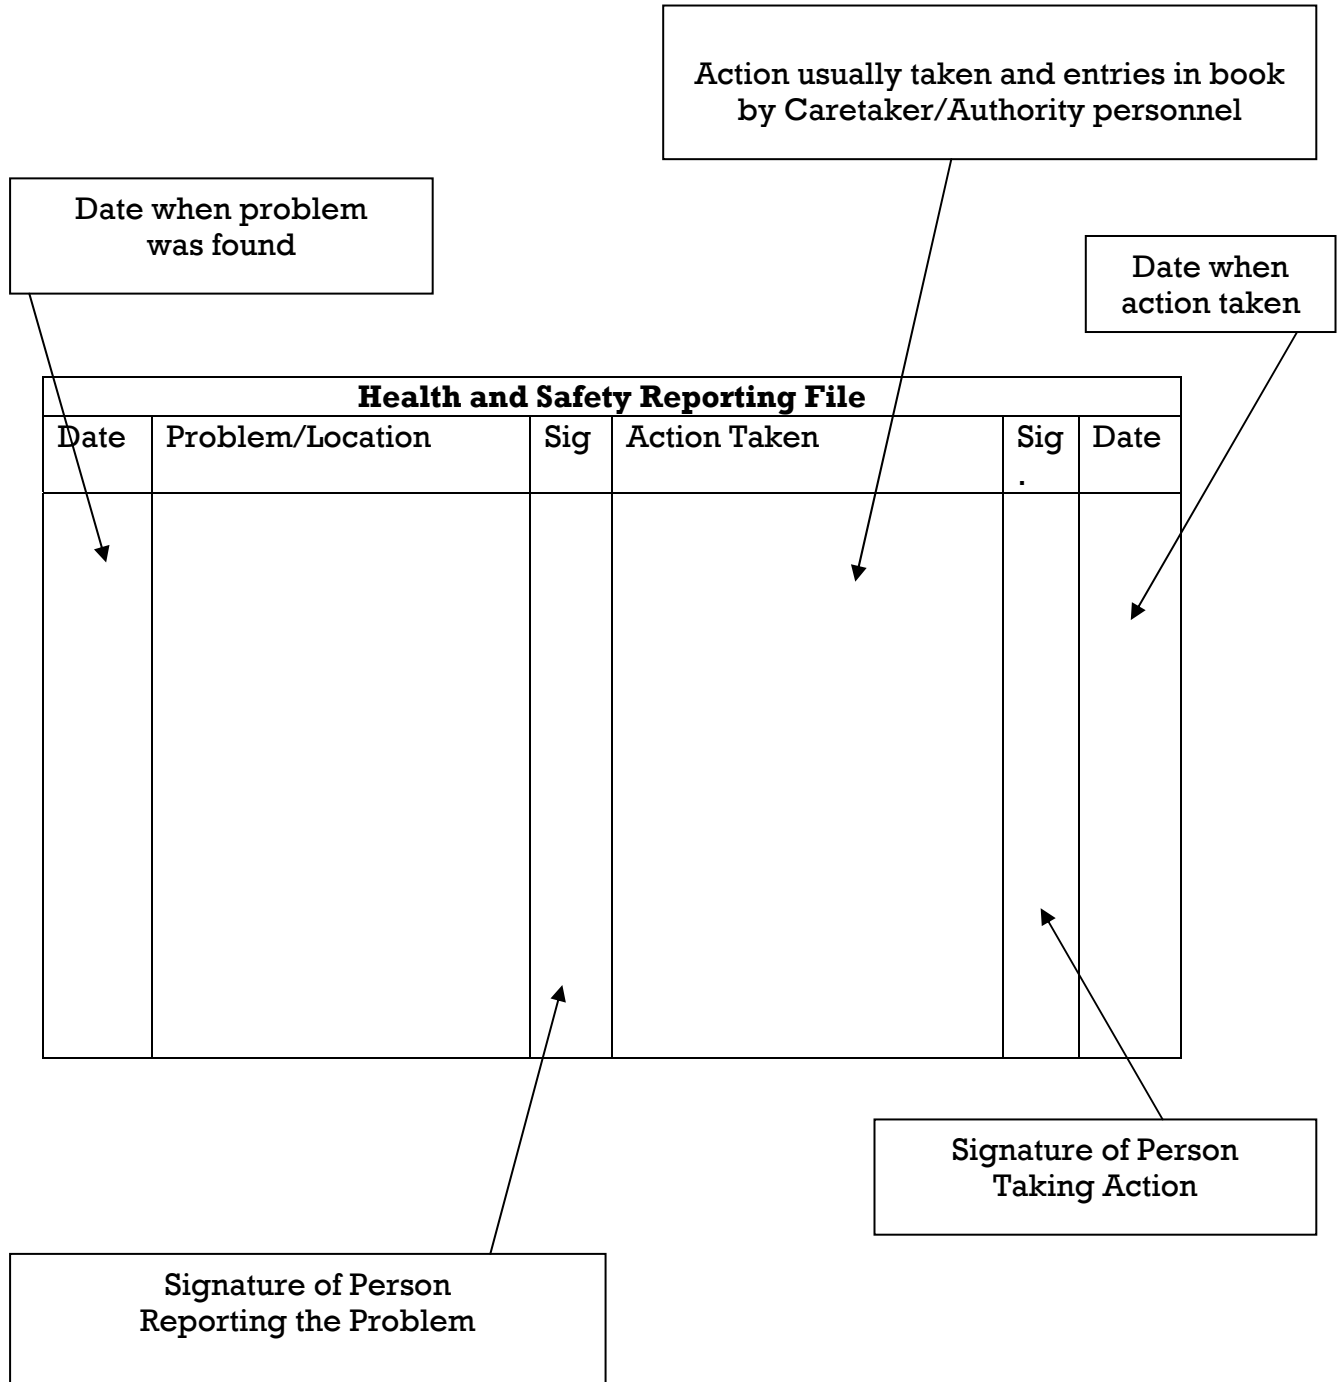 Action usually taken and entries in book
by Caretaker/Authority personnel
Date when problem
was found
Date when
action taken
Health and Safety Reporting File
Date Problem/Location Sig Action Taken Sig Date
.
Signature of Person
Taking Action
Signature of Person
Reporting the Problem